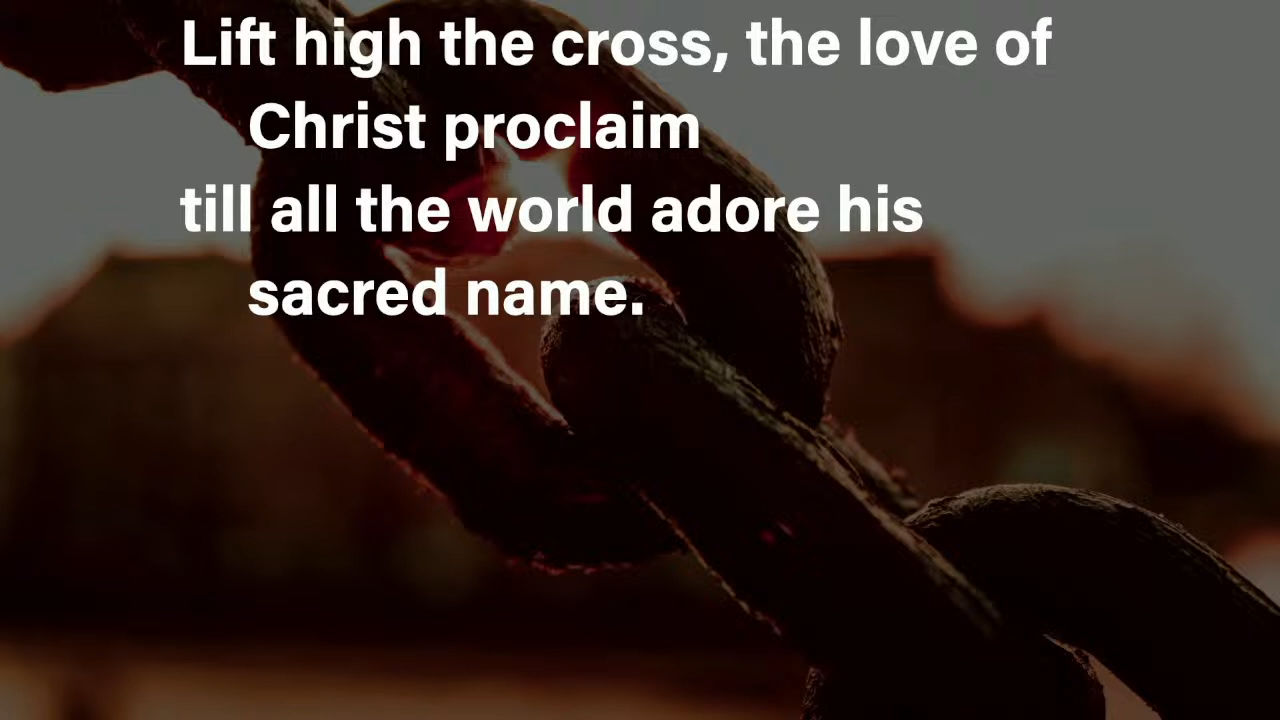 Lift high the cross, the love of
Christ proclaim
till all the world adore his
sacred name.